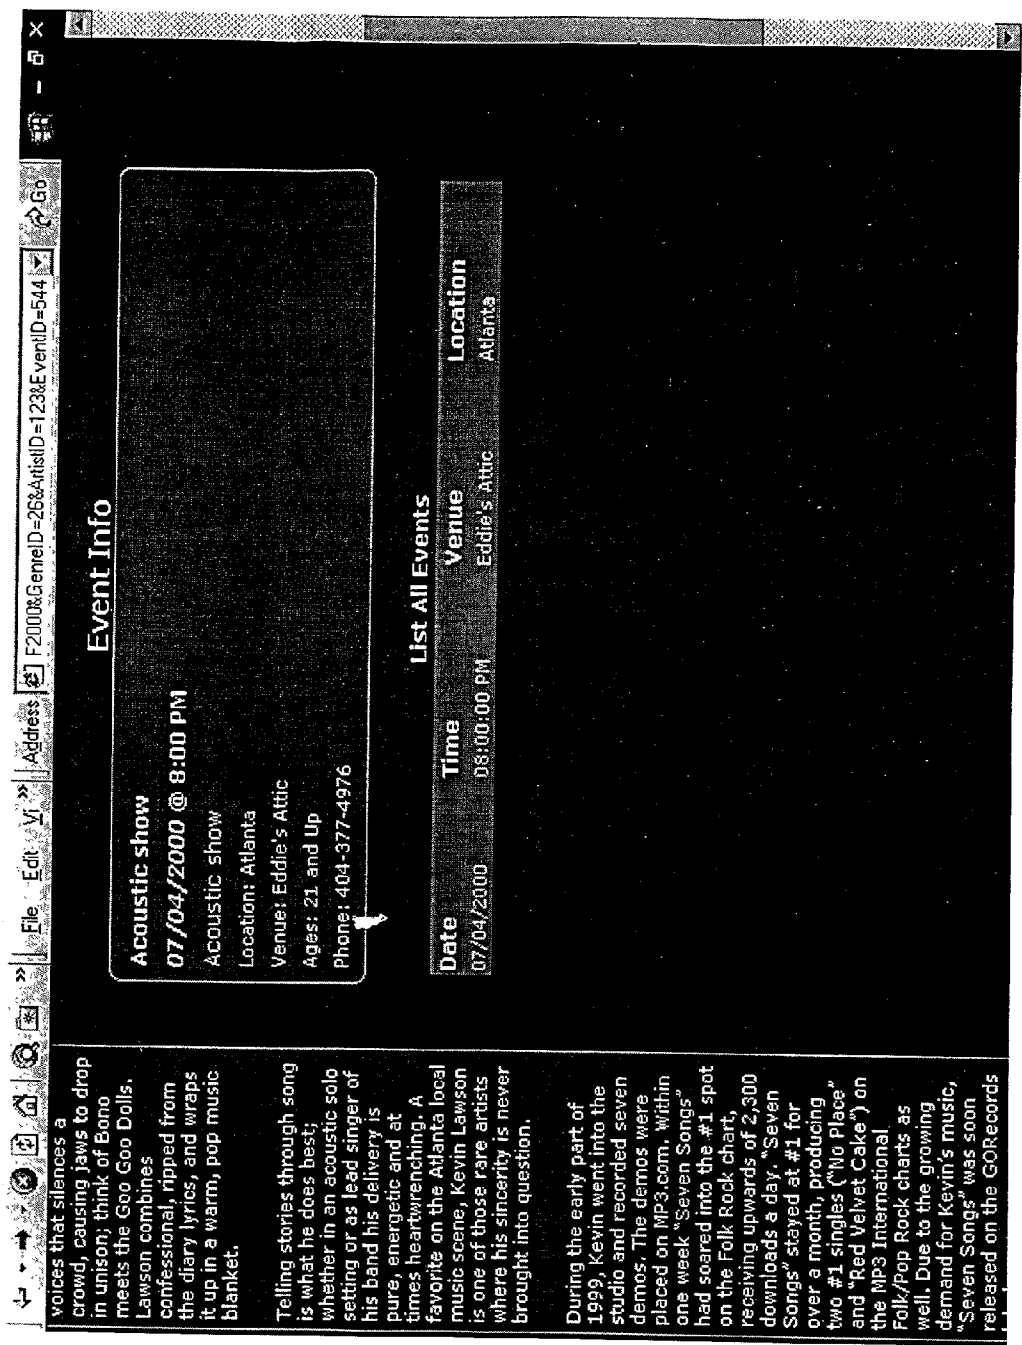 File Edit Vi » Address F2000&GenreID=26&ArtistID=123&EventID=544 Go
voices that silences a
crowd, causing jaws to drop
in unison; think of Bono
meets the Goo Goo Dolls.
Lawson combines
confessional, ripped from
the diary lyrics, and wraps
it up in a warm, pop music
blanket.
Telling stories through song
is what he does best;
whether in an acoustic solo
setting or as lead singer of
his band his delivery is
pure, energetic and at
times heartwrenching. A
favorite on the Atlanta local
music scene, Kevin Lawson
is one of those rare artists
where his sincerity is never
brought into question.
During the early part of
1999, Kevin went into the
studio and recorded seven
demos. The demos were
placed on MP3.com. Within
one week "Seven Songs"
had soared into the #1 spot
on the Folk Rock chart,
receiving upwards of 2,300
downloads a day. "Seven
Songs" stayed at #1 for
over a month, producing
two #1 singles ("No Place"
and "Red Velvet Cake") on
the MP3 International
Folk/Pop Rock charts as
well. Due to the growing
demand for Kevin's music,
"Seven Songs" was soon
released on the GORecords
Event Info
Acoustic show
07/04/2000 @ 8:00 PM
Acoustic show
Location: Atlanta
Venue: Eddie's Attic
Ages: 21 and Up
Phone: 404-377-4976
List All Events
Date Time Venue Location
07/04/2000 08:00:00 PM Eddie's Attic Atlanta